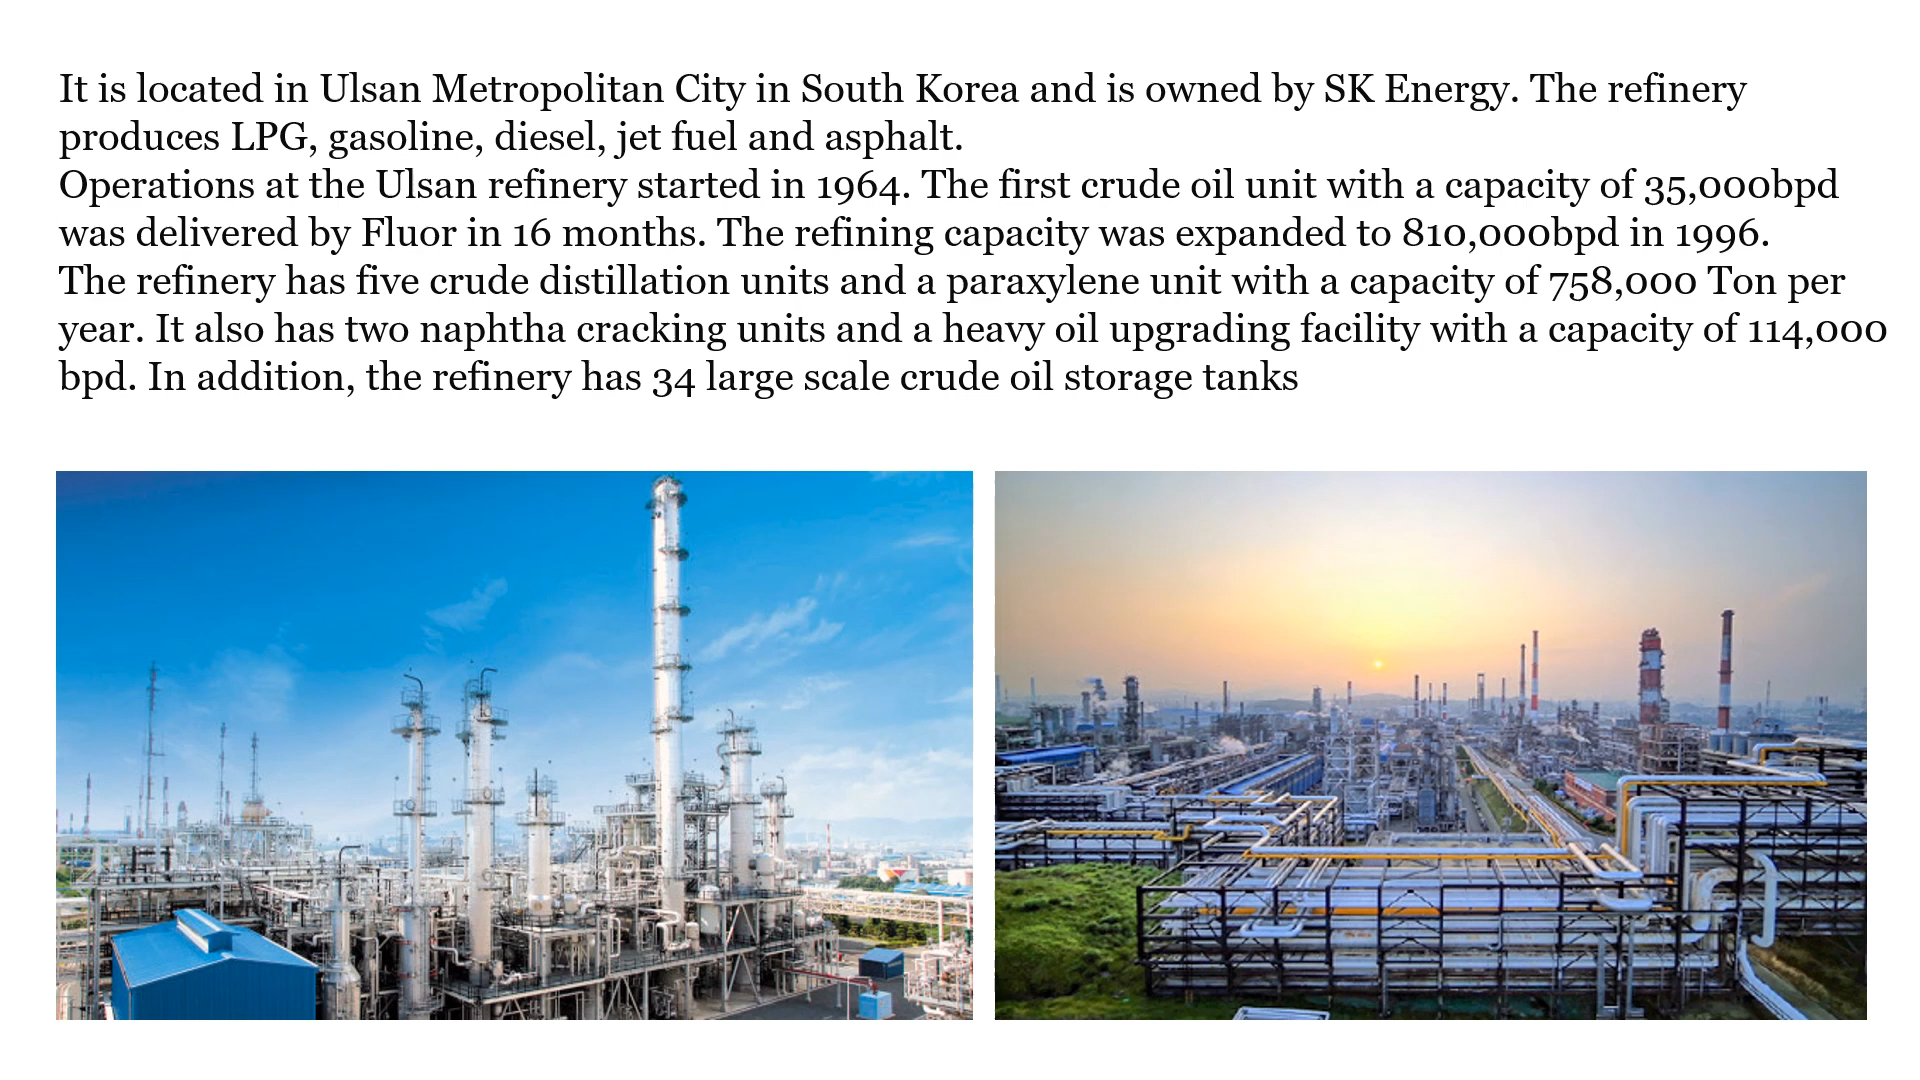 It is located in Ulsan Metropolitan City in South Korea and is owned by SK Energy. The refinery
produces LPG, gasoline, diesel, jet fuel and asphalt.
Operations at the Ulsan refinery started in 1964. The first crude oil unit with a capacity of 35,000bpd
was delivered by Fluor in 16 months. The refining capacity was expanded to 810,000bpd in 1996.
The refinery has five crude distillation units and a paraxylene unit with a capacity of 758,000 Ton per
year. It also has two naphtha cracking units and a heavy oil upgrading facility with a capacity of 114,000
bpd. In addition, the refinery has 34 large scale crude oil storage tanks